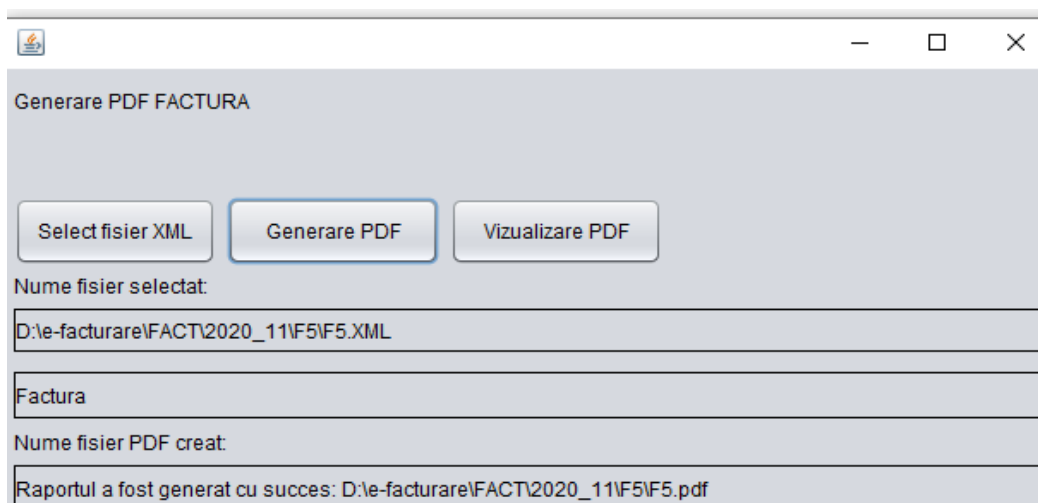 Generare PDF FACTURA
Select fisier XML Generare PDF Vizualizare PDF
Nume fisier selectat:
D:\e-facturare\FACT\2020_11\F5\F5.XML
Factura
Nume fisier PDF creat:
Raportul a fost generat cu succes: D:\e-facturare\FACT\2020_11\F5\F5.pdf